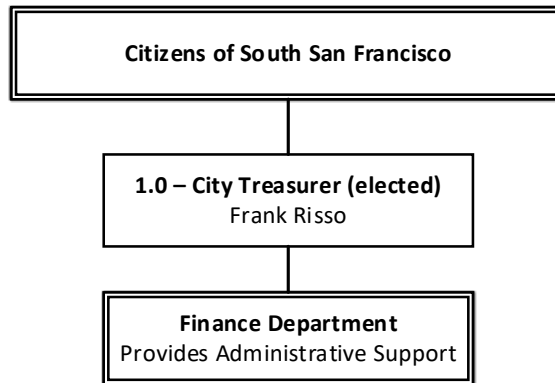 Citizens of South San Francisco
1.0 – City Treasurer (elected)
Frank Risso
Finance Department
Provides Administrative Support